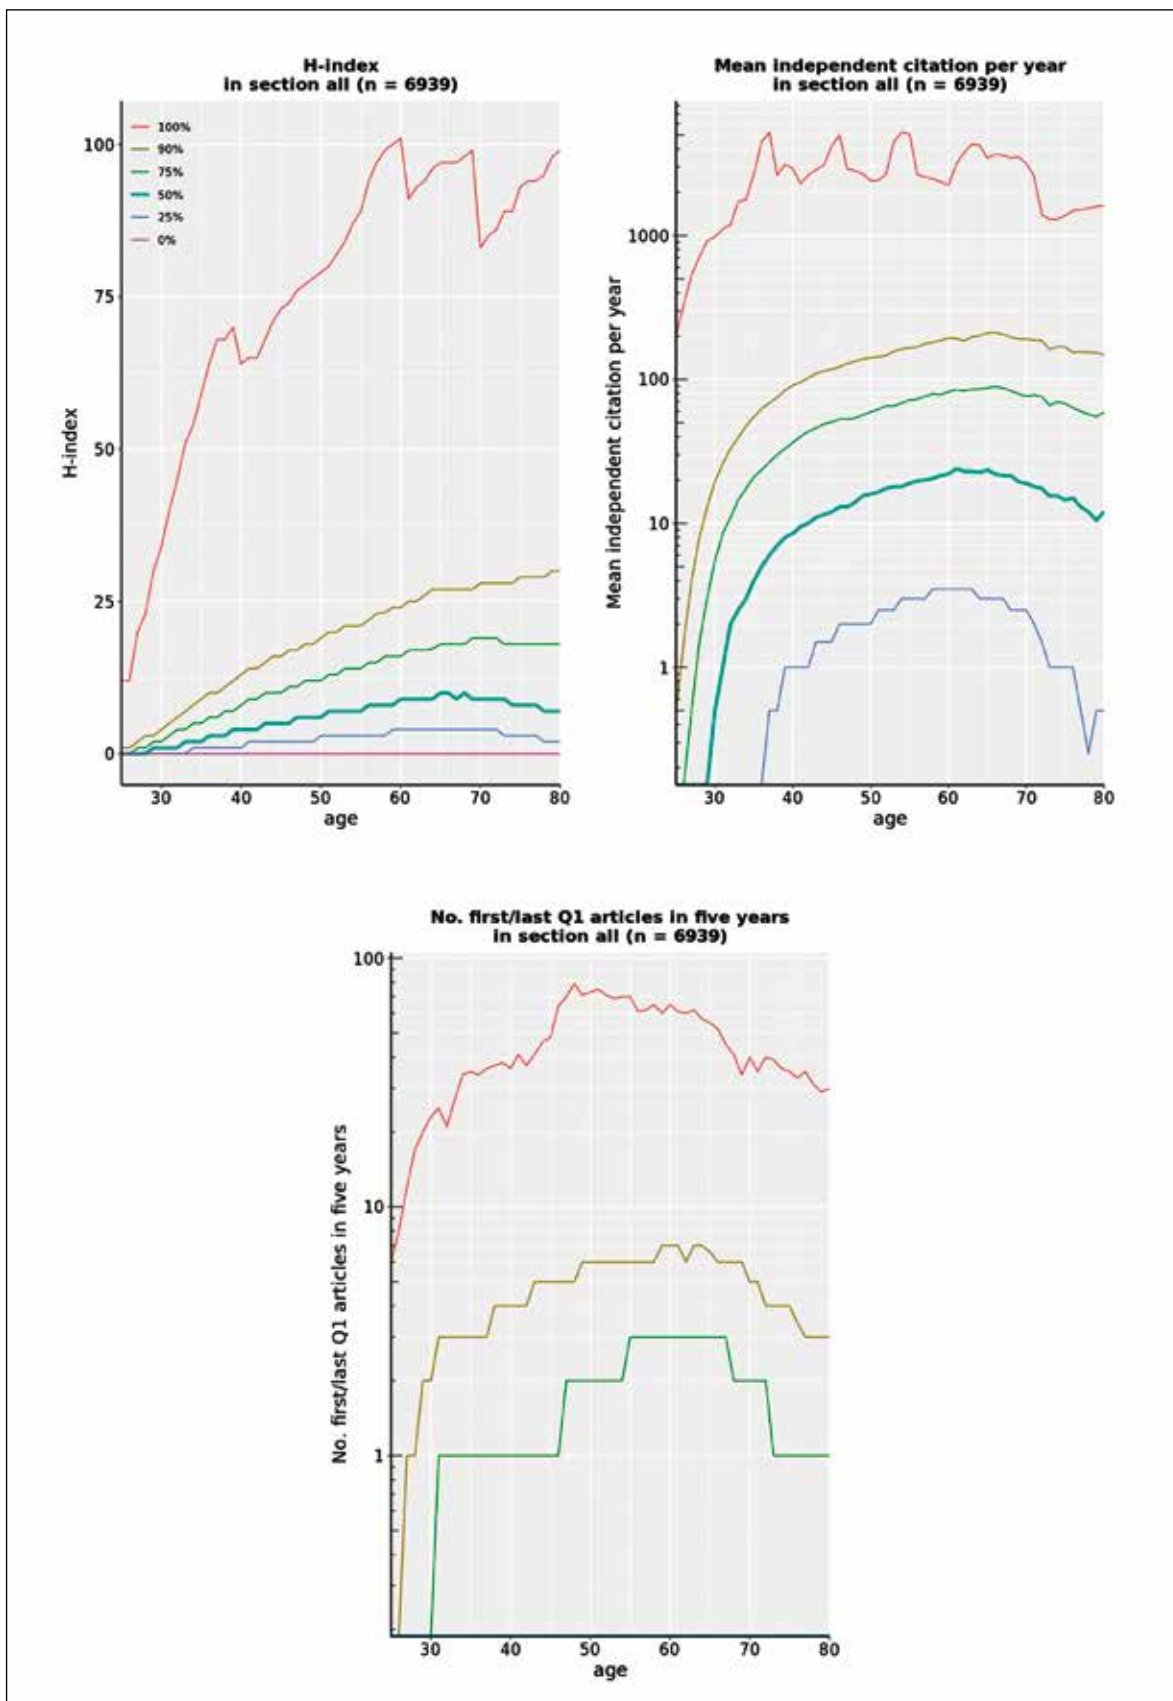 H-index
in section all (n = 6939)
100
75
50
25
0
H-index
100%
90%
75%
50%
25%
0%
30 40 50 60 70 80
age
Mean independent citation per year
in section all (n = 6939)
1000
100
10
1
Mean independent citation per year
30 40 50 60 70 80
age
No. first/last Q1 articles in five years
in section all (n = 6939)
100
10
1
No. first/last Q1 articles in five years
30 40 50 60 70 80
age